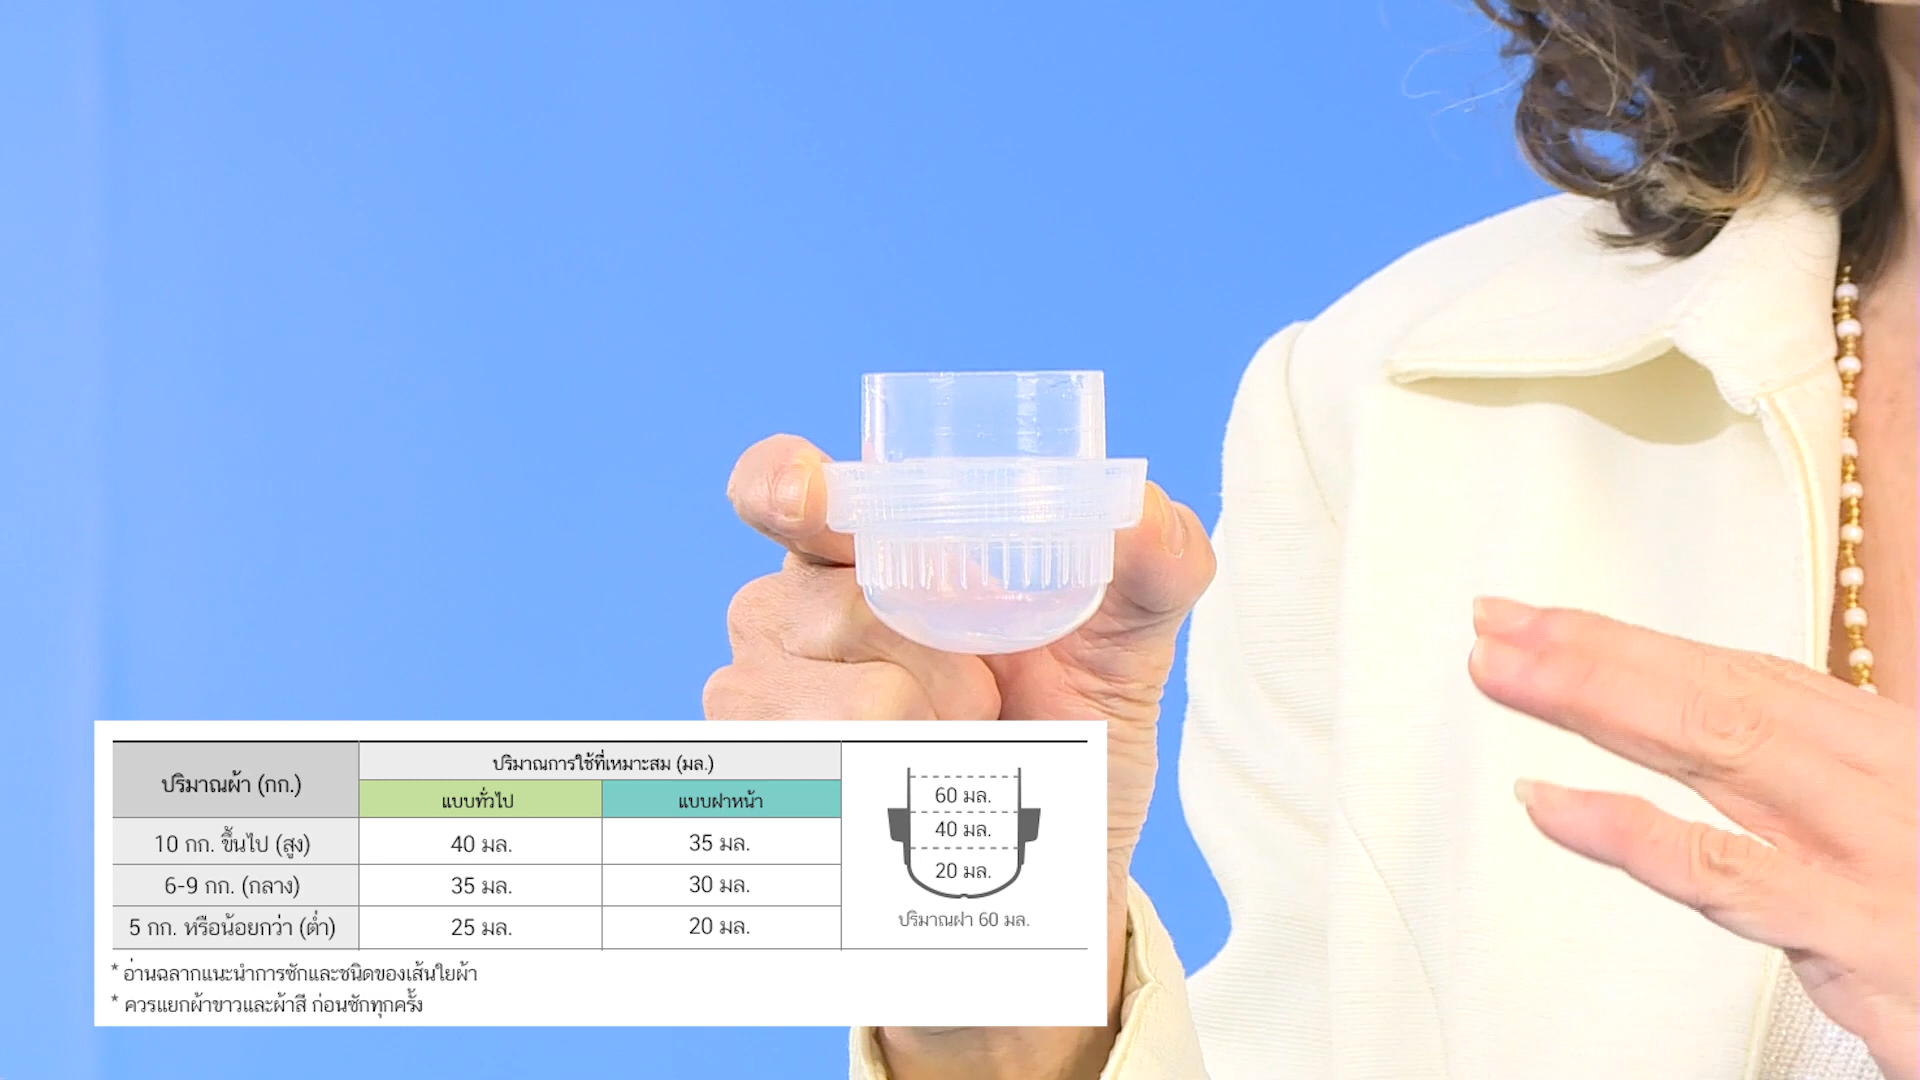 ปริมาณผ้า (กก.)
ปริมาณการใช้ที่เหมาะสม (มล.)
แบบทั่วไป
แบบฝาหน้า
10 กก. ขึ้นไป (สูง)
40 มล.
35 มล.
6-9 กก. (กลาง)
35 มล.
30 มล.
5 กก. หรือน้อยกว่า (ต่ำ)
25 มล.
20 มล.
60 มล.
40 มล.
20 มล.
ปริมาณฝา 60 มล.
* อ่านฉลากแนะนำการซักและชนิดของเส้นใยผ้า
* ควรแยกผ้าขาวและผ้าสี ก่อนซักทุกครั้ง